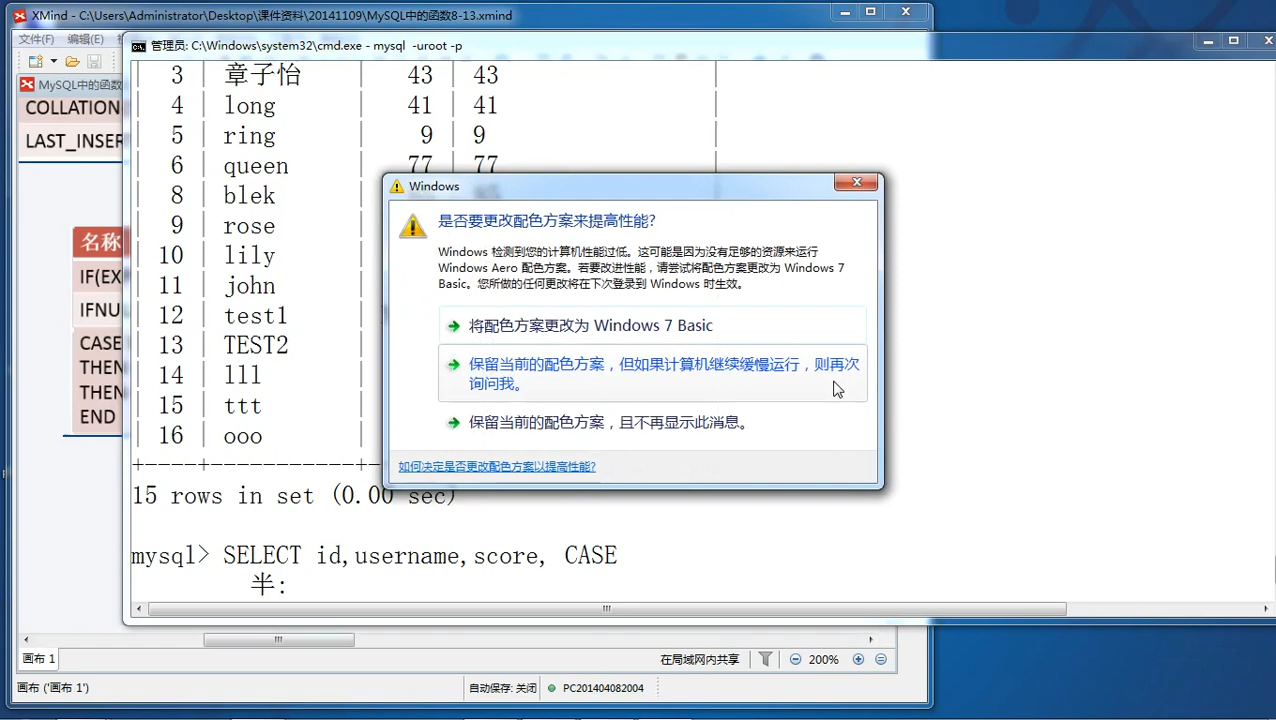 XMind - C:\Users\Administrator\Desktop\课件资料\20141109\MySQL中的函数8-13.xmind
文件(F) 编辑(E)
管理员: C:\Windows\system32\cmd.exe - mysql -uroot -p
MySQL中的函数
COLLATION
LAST_INSER
名称
IF(EX
IFNU
CASE
THEN
THEN
END
3 | 章子怡 | 43 | 43 |
4 | long | 41 | 41 |
5 | ring | 9 | 9 |
6 | queen | 77 | 77 |
8 | blek
9 | rose
10 | lily
11 | john
12 | test1
13 | TEST2
14 | lll
15 | ttt
16 | ooo
15 rows in set (0.00 sec)
mysql> SELECT id,username,score, CASE
半:
Windows
是否要更改配色方案来提高性能?
Windows 检测到您的计算机性能过低。这可能是因为没有足够的资源来运行
Windows Aero 配色方案。若要改进性能，请尝试将配色方案更改为 Windows 7
Basic。您所做的任何更改将在下次登录到 Windows 时生效。
将配色方案更改为 Windows 7 Basic
保留当前的配色方案，但如果计算机继续缓慢运行，则再次
询问我。
保留当前的配色方案，且不再显示此消息。
如何决定是否更改配色方案以提高性能?
画布 1
在局域网内共享 200%
画布 ('画布 1')
自动保存: 关闭 PC201404082004